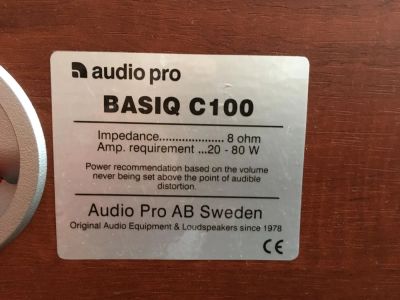 audio pro
BASIQ C100
Impedance..................... 8 ohm
Amp. requirement ...20 - 80 W
Power recommendation based on the volume
never being set above the point of audible
distortion.
Audio Pro AB Sweden
Original Audio Equipment & Loudspeakers since 1978
CE